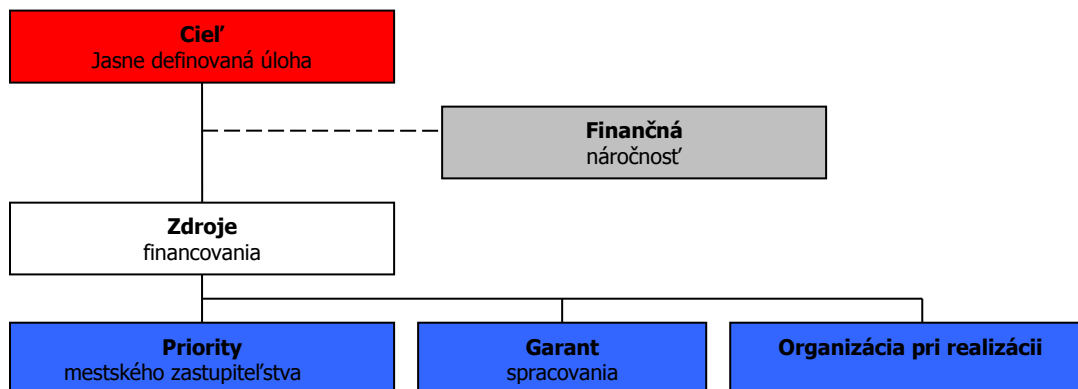 Cieľ
Jasne definovaná úloha
Finančná
náročnosť
Zdroje
financovania
Priority
mestského zastupiteľstva
Garant
spracovania
Organizácia pri realizácii